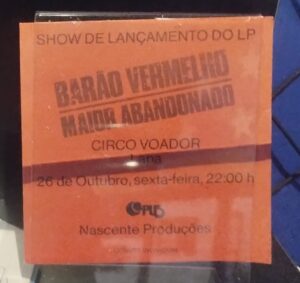 SHOW DE LANÇAMENTO DO LP
BARÃO VERMELHO
MAIOR ABANDONADO
CIRCO VOADOR
Lapa
26 de Outubro, sexta-feira, 22:00 h
Nascente Produções